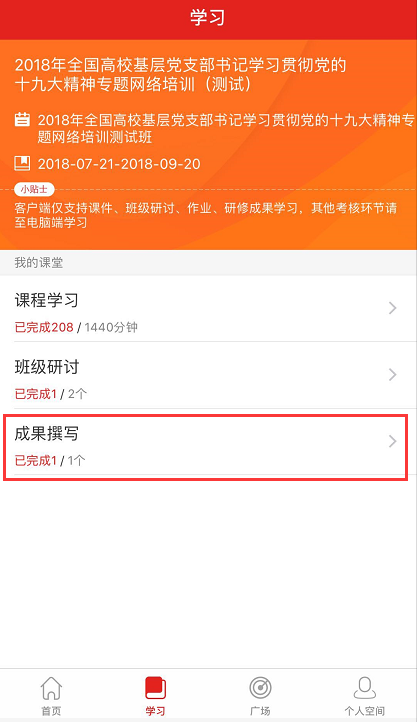 学习
2018年全国高校基层党支部书记学习贯彻党的
十九大精神专题网络培训（测试）
2018年全国高校基层党支部书记学习贯彻党的十九大精神专
题网络培训测试班
2018-07-21-2018-09-20
小贴士
客户端仅支持课件、班级研讨、作业、研修成果学习，其他考核环节请
至电脑端学习
我的课堂
课程学习
已完成208 / 1440分钟
班级研讨
已完成1 / 2个
成果撰写
已完成1 / 1个
首页 学习 广场 个人空间